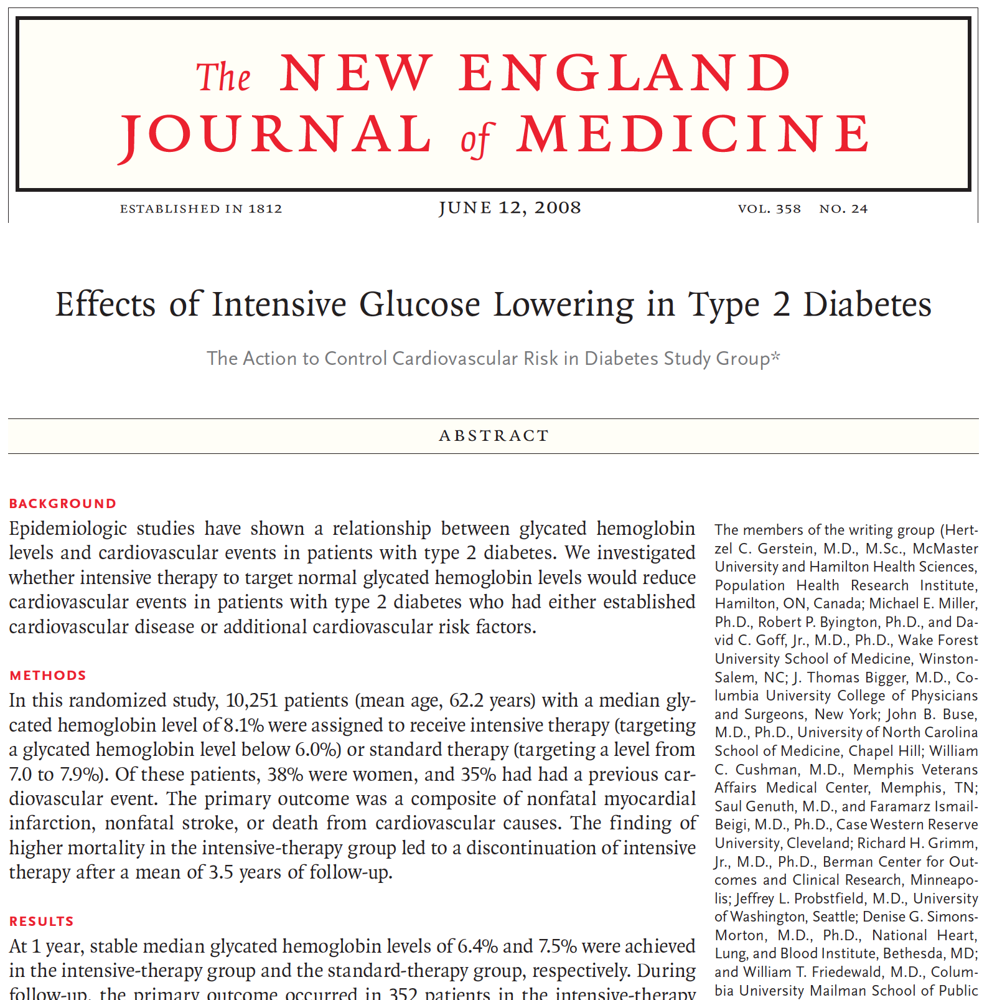 The NEW ENGLAND
JOURNAL of MEDICINE
ESTABLISHED IN 1812
JUNE 12, 2008
VOL. 358 NO. 24
Effects of Intensive Glucose Lowering in Type 2 Diabetes
The Action to Control Cardiovascular Risk in Diabetes Study Group*
ABSTRACT
BACKGROUND
Epidemiologic studies have shown a relationship between glycated hemoglobin
levels and cardiovascular events in patients with type 2 diabetes. We investigated
whether intensive therapy to target normal glycated hemoglobin levels would reduce
cardiovascular events in patients with type 2 diabetes who had either established
cardiovascular disease or additional cardiovascular risk factors.
METHODS
In this randomized study, 10,251 patients (mean age, 62.2 years) with a median gly-
cated hemoglobin level of 8.1% were assigned to receive intensive therapy (targeting
a glycated hemoglobin level below 6.0%) or standard therapy (targeting a level from
7.0 to 7.9%). Of these patients, 38% were women, and 35% had had a previous car-
diovascular event. The primary outcome was a composite of nonfatal myocardial
infarction, nonfatal stroke, or death from cardiovascular causes. The finding of
higher mortality in the intensive-therapy group led to a discontinuation of intensive
therapy after a mean of 3.5 years of follow-up.
RESULTS
At 1 year, stable median glycated hemoglobin levels of 6.4% and 7.5% were achieved
in the intensive-therapy group and the standard-therapy group, respectively. During
follow-up, the primary outcome occurred in 352 patients in the intensive-therapy
The members of the writing group (Hert-
zel C. Gerstein, M.D., M.Sc., McMaster
University and Hamilton Health Sciences,
Population Health Research Institute,
Hamilton, ON, Canada; Michael E. Miller,
Ph.D., Robert P. Byington, Ph.D., and Da-
vid C. Goff, Jr., M.D., Ph.D., Wake Forest
University School of Medicine, Winston-
Salem, NC; J. Thomas Bigger, M.D., Co-
lumbia University College of Physicians
and Surgeons, New York; John B. Buse,
M.D., Ph.D., University of North Carolina
School of Medicine, Chapel Hill; William
C. Cushman, M.D., Memphis Veterans
Affairs Medical Center, Memphis, TN;
Saul Genuth, M.D., and Faramarz Ismail-
Beigi, M.D., Ph.D., Case Western Reserve
University, Cleveland; Richard H. Grimm,
Jr., M.D., Ph.D., Berman Center for Out-
comes and Clinical Research, Minneapo-
lis; Jeffrey L. Probstfield, M.D., University
of Washington, Seattle; Denise G. Simons-
Morton, M.D., Ph.D., National Heart,
Lung, and Blood Institute, Bethesda, MD;
and William T. Friedewald, M.D., Colum-
bia University Mailman School of Public